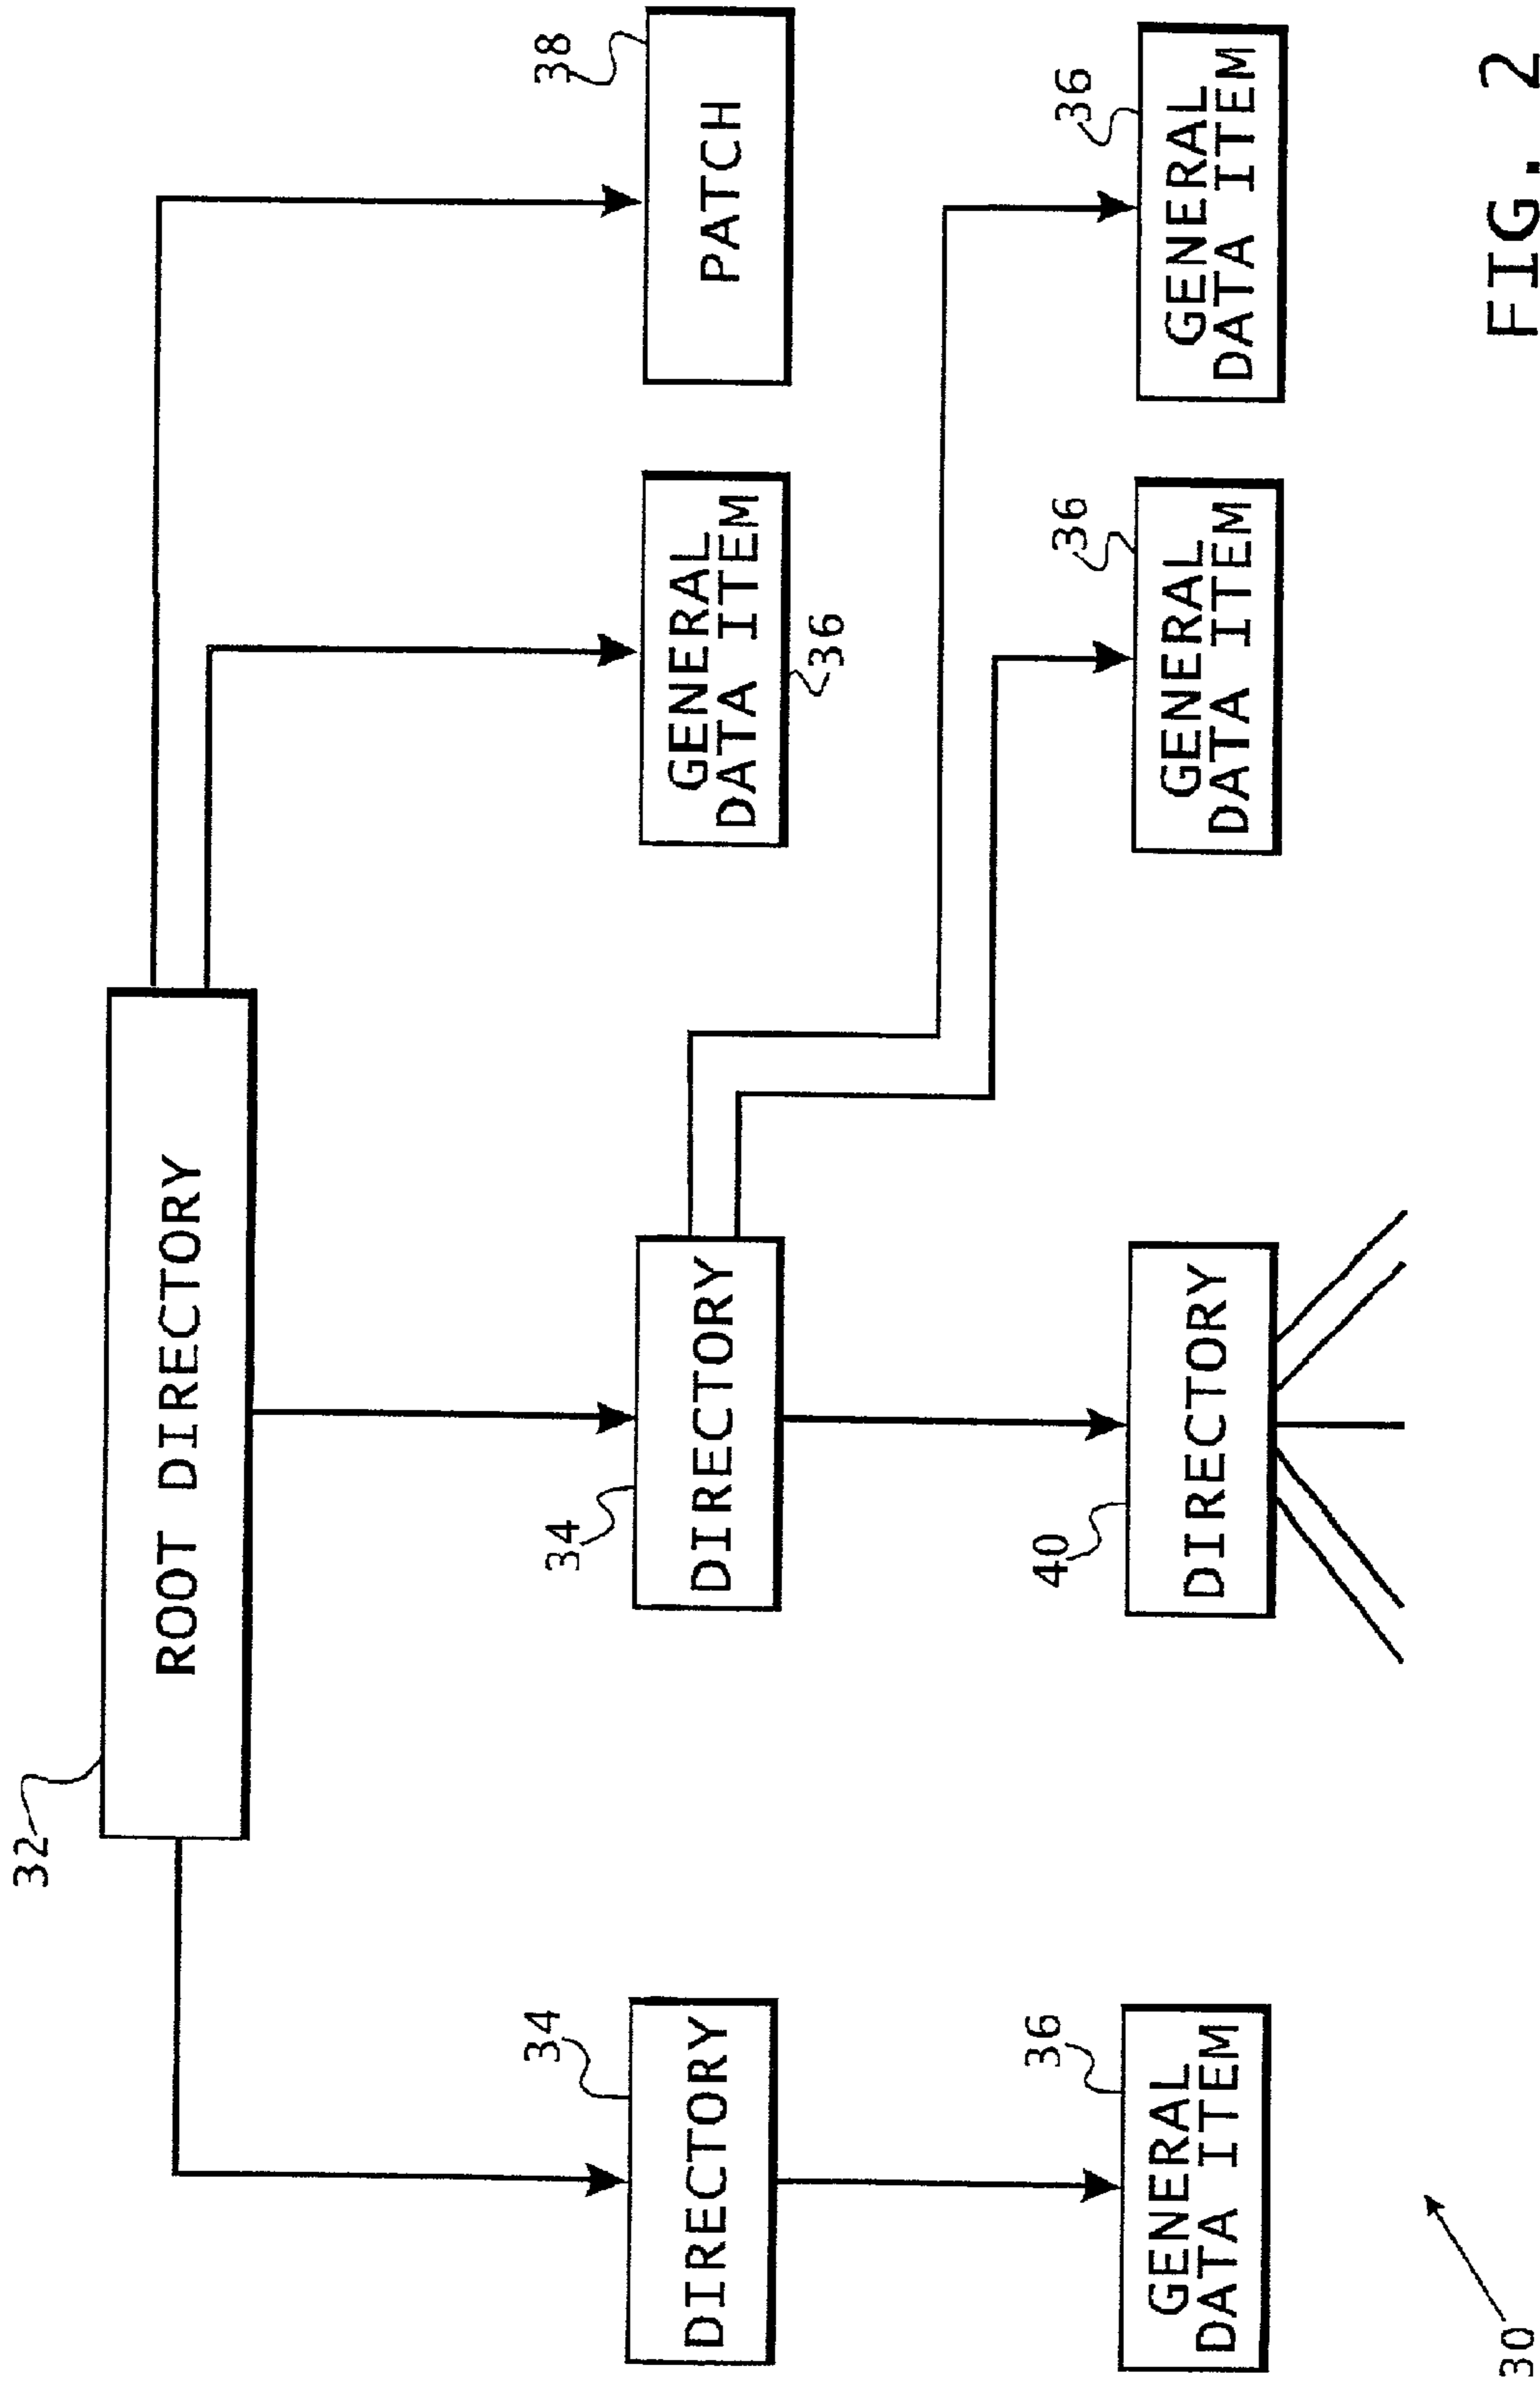 32
ROOT DIRECTORY
34
DIRECTORY
34
DIRECTORY
GENERAL
DATA ITEM
36
38
PATCH
36
GENERAL
DATA ITEM
40
DIRECTORY
36
GENERAL
DATA ITEM
36
GENERAL
DATA ITEM
30
FIG. 2